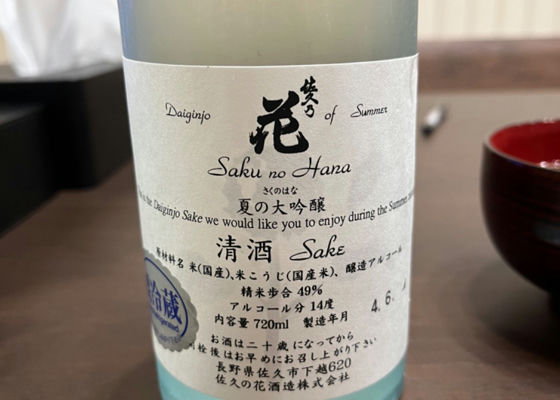 Daiginjo of Summer
佐久乃
花
Saku no Hana
さくのはな
夏の大吟醸
the Daiginjo Sake we would like you to enjoy during the Summer
清酒 Sake
原材料名 米(国産)、米こうじ(国産米)、醸造アルコール
精米歩合 49%
アルコール分 14度
内容量 720ml 製造年月 4. 6.
冷蔵
お酒は二十歳になってから
栓後はお早めにお召し上がり下さい
長野県佐久市下越620
佐久の花酒造株式会社